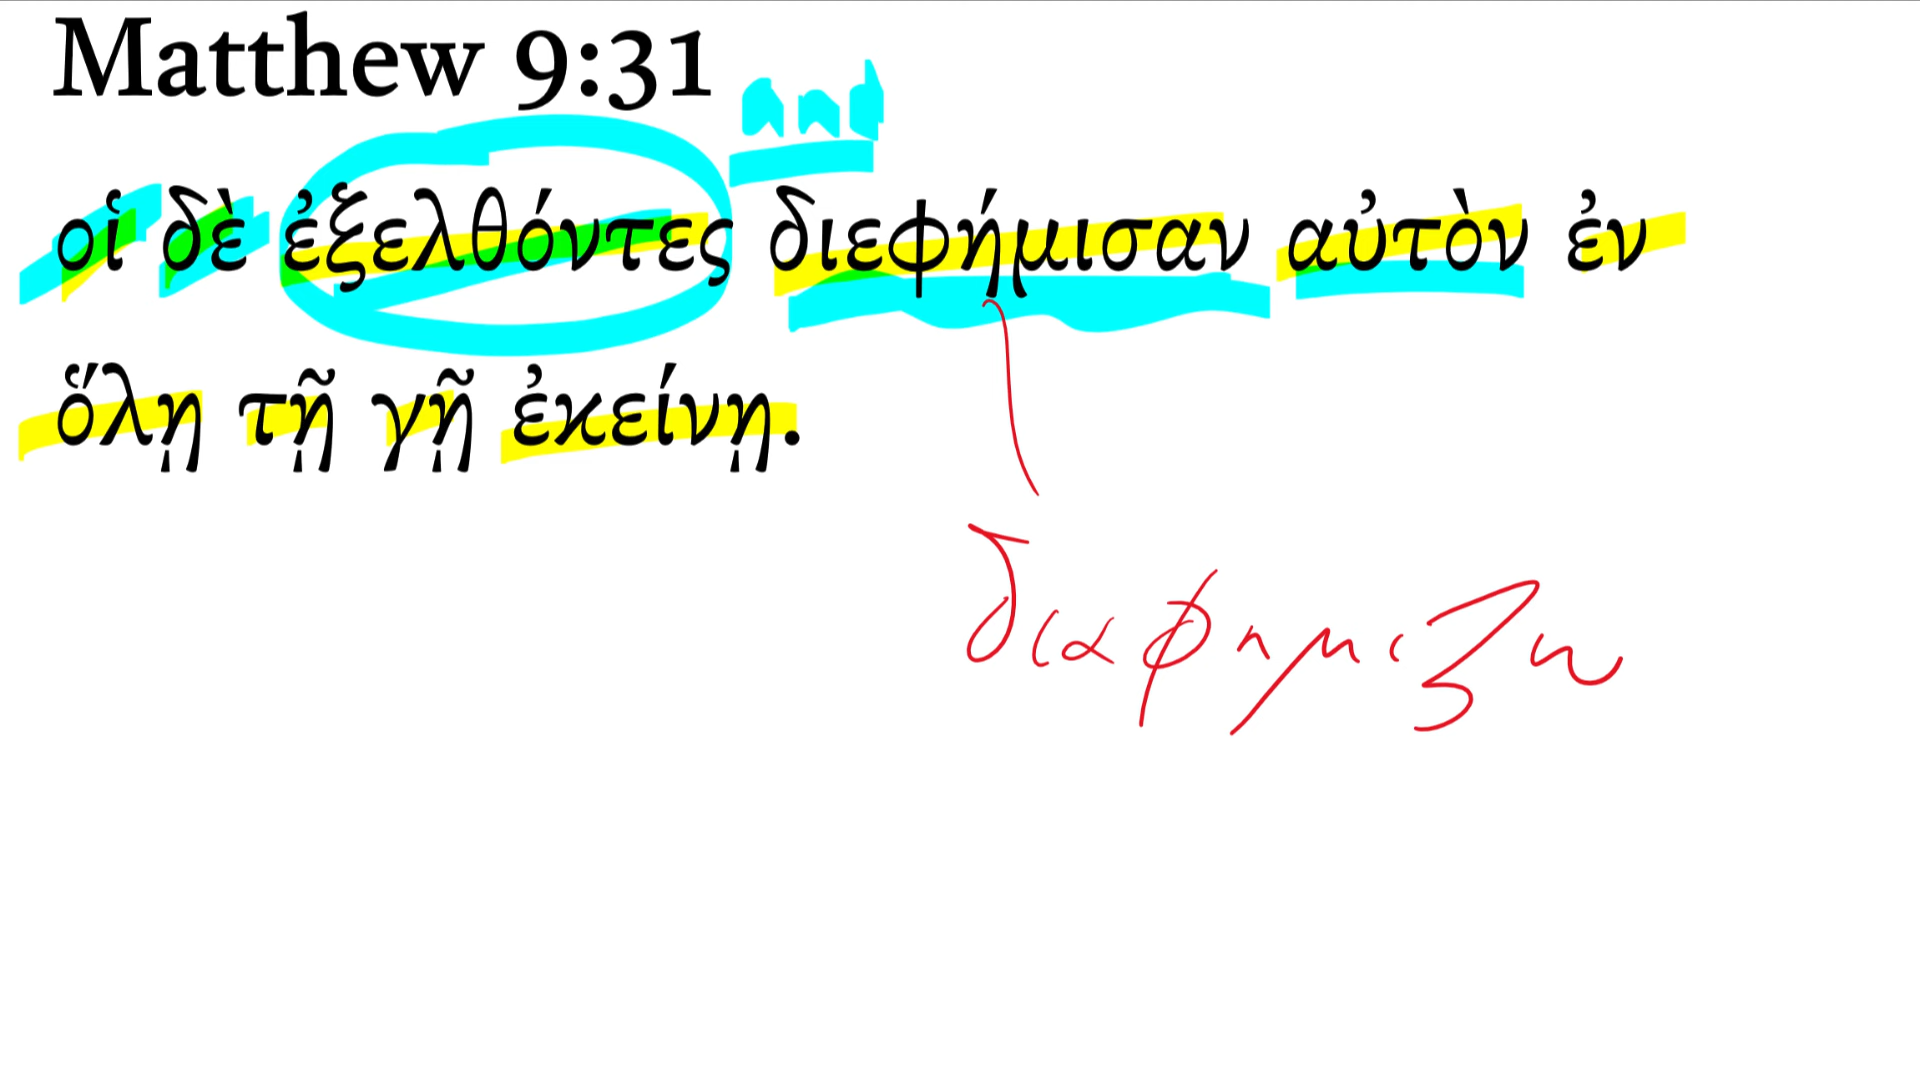 Matthew 9:31
and
οἱ δὲ ἐξελθόντες διεφήμισαν αὐτὸν ἐν
ὅλῃ τῇ γῇ ἐκείνῃ.
διαφημιζω